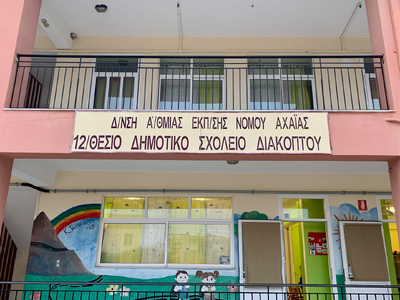 Δ/ΝΣΗ Α΄/ΘΜΙΑΣ ΕΚΠ/ΣΗΣ ΝΟΜΟΥ ΑΧΑΪΑΣ
12/ΘΕΣΙΟ ΔΗΜΟΤΙΚΟ ΣΧΟΛΕΙΟ ΔΙΑΚΟΠΤΟΥ